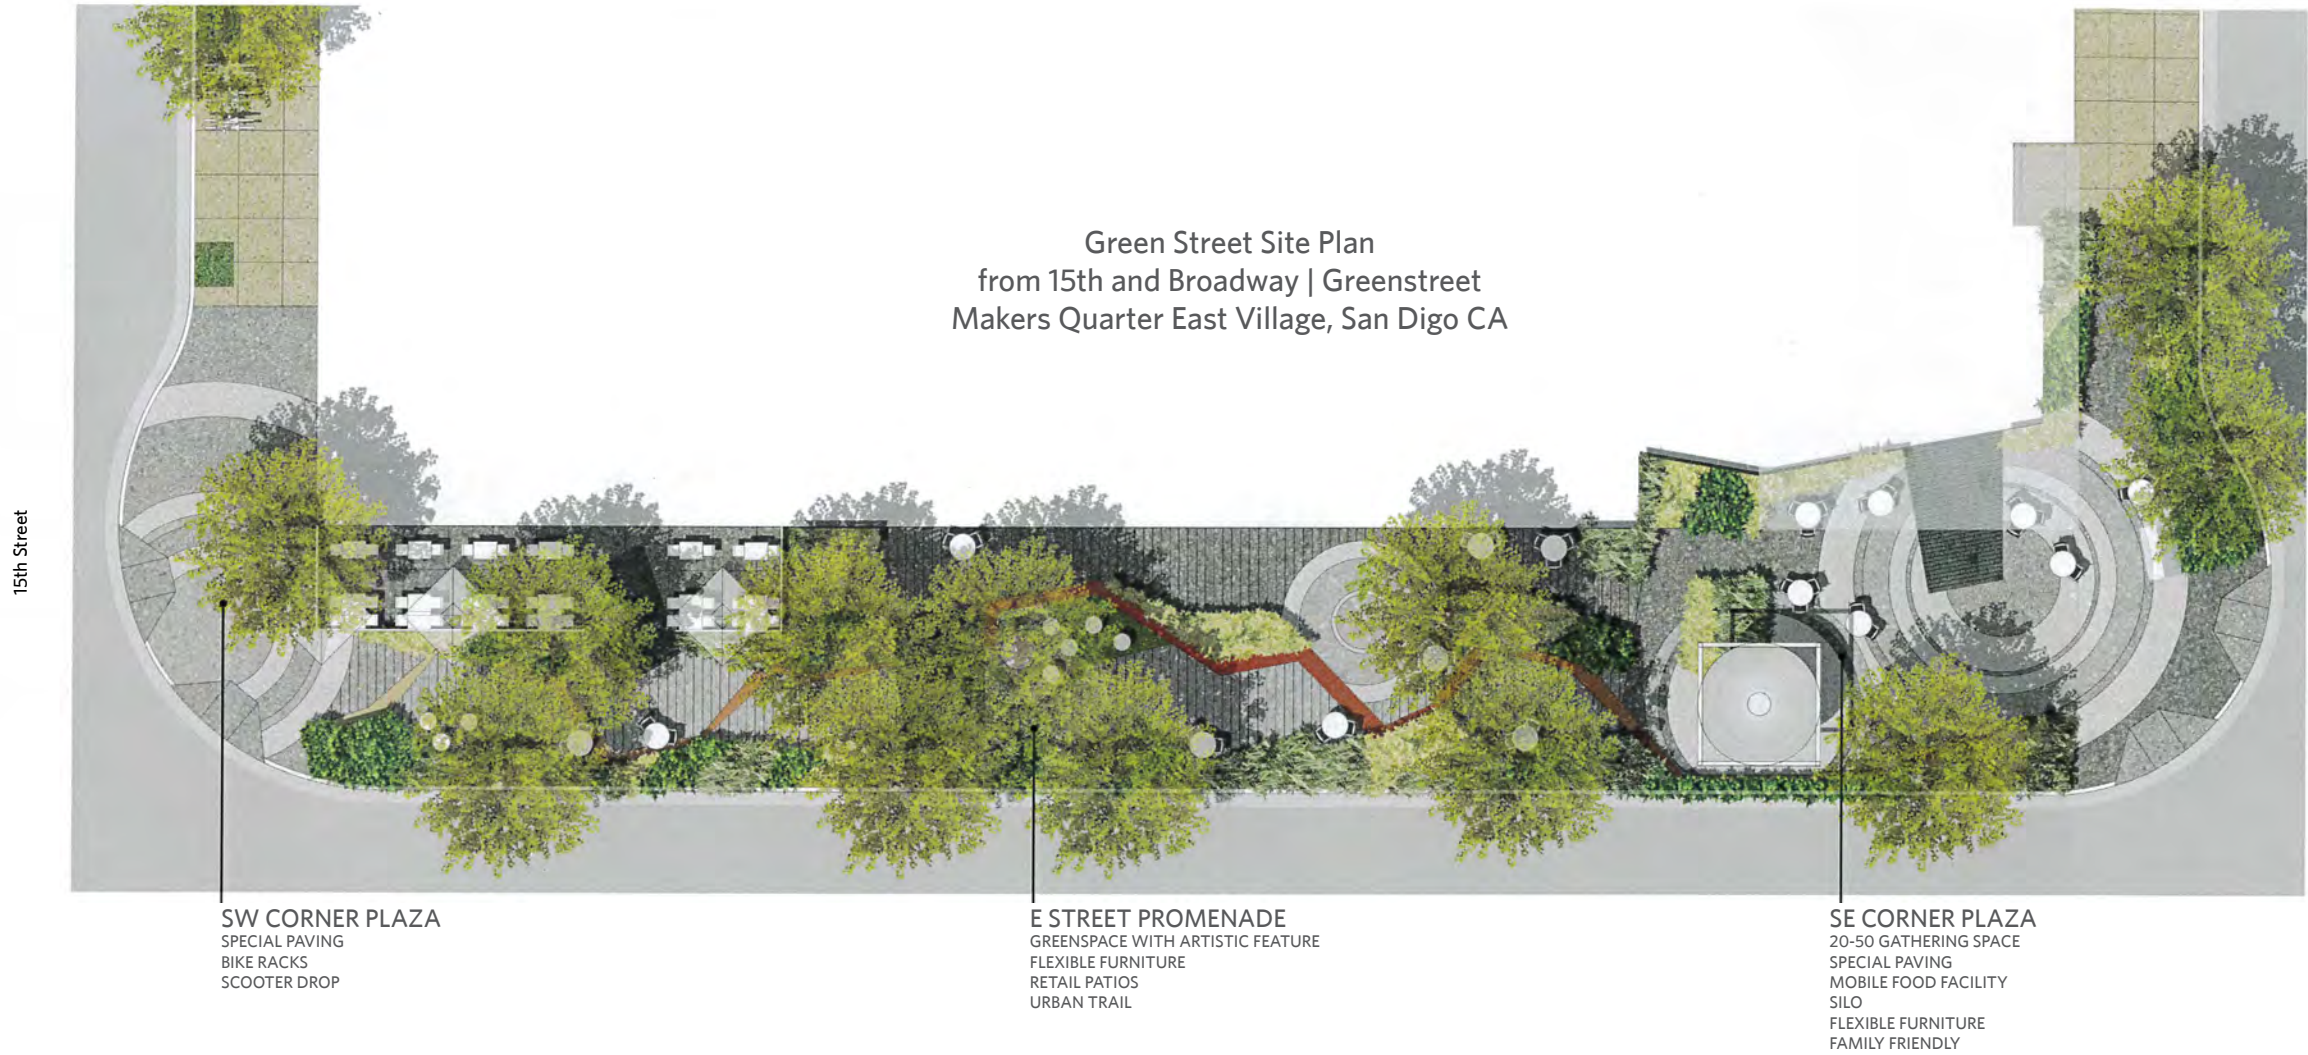 Green Street Site Plan
from 15th and Broadway | Greenstreet
Makers Quarter East Village, San Digo CA
15th Street
SW CORNER PLAZA
SPECIAL PAVING
BIKE RACKS
SCOOTER DROP
E STREET PROMENADE
GREENSPACE WITH ARTISTIC FEATURE
FLEXIBLE FURNITURE
RETAIL PATIOS
URBAN TRAIL
SE CORNER PLAZA
20-50 GATHERING SPACE
SPECIAL PAVING
MOBILE FOOD FACILITY
SILO
FLEXIBLE FURNITURE
FAMILY FRIENDLY